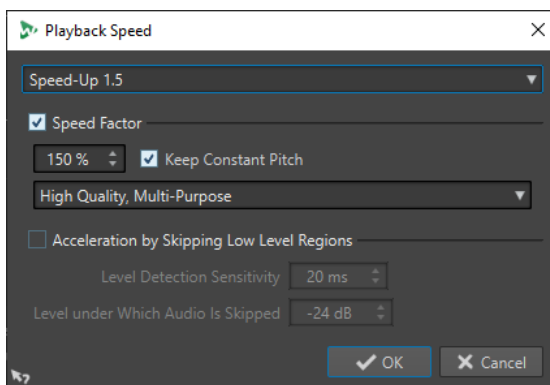 Playback Speed
Speed-Up 1.5
Speed Factor
150 %
Keep Constant Pitch
High Quality, Multi-Purpose
Acceleration by Skipping Low Level Regions
Level Detection Sensitivity
20 ms
Level under Which Audio Is Skipped
-24 dB
OK
Cancel